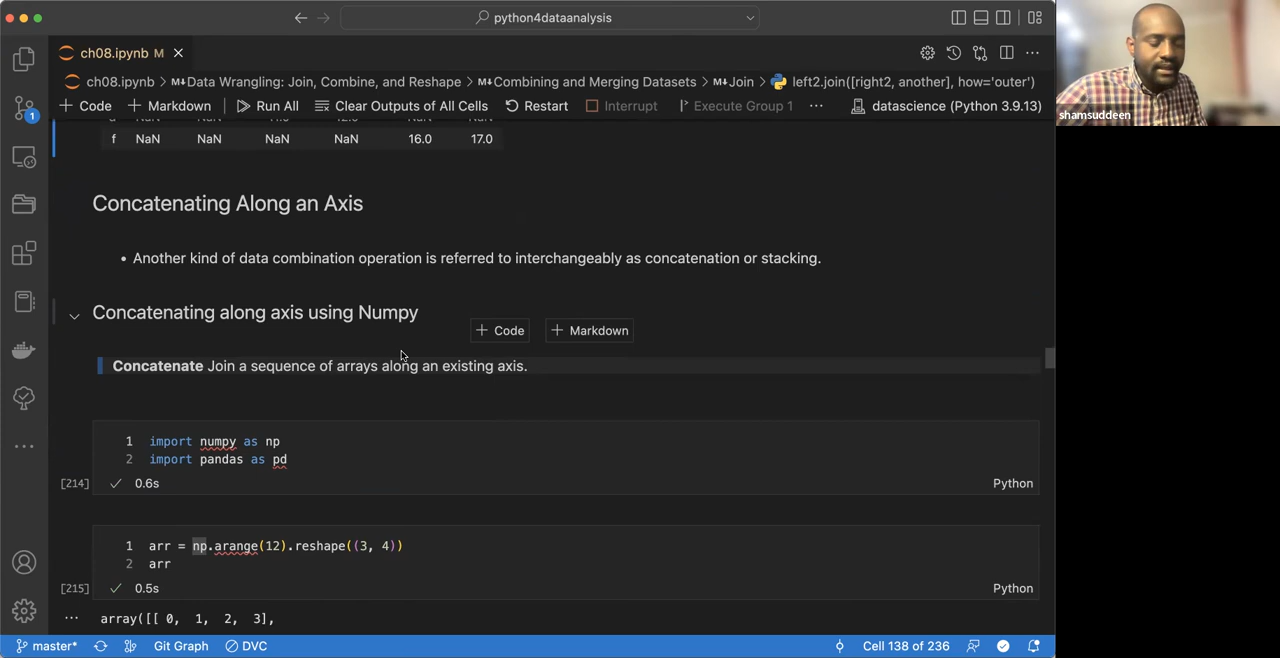 python4dataanalysis
ch08.ipynb M
ch08.ipynb > M↓Data Wrangling: Join, Combine, and Reshape > M↓Combining and Merging Datasets > M↓Join > left2.join([right2, another], how='outer')
+ Code + Markdown Run All Clear Outputs of All Cells Restart Interrupt Execute Group 1 ... datascience (Python 3.9.13)
f NaN NaN NaN NaN 16.0 17.0
Concatenating Along an Axis
• Another kind of data combination operation is referred to interchangeably as concatenation or stacking.
Concatenating along axis using Numpy
+ Code + Markdown
Concatenate Join a sequence of arrays along an existing axis.
1 import numpy as np
2 import pandas as pd
[214] 0.6s Python
1 arr = np.arange(12).reshape((3, 4))
2 arr
[215] 0.5s Python
... array([[ 0, 1, 2, 3],
master* Git Graph DVC Cell 138 of 236
1
shamsuddeen